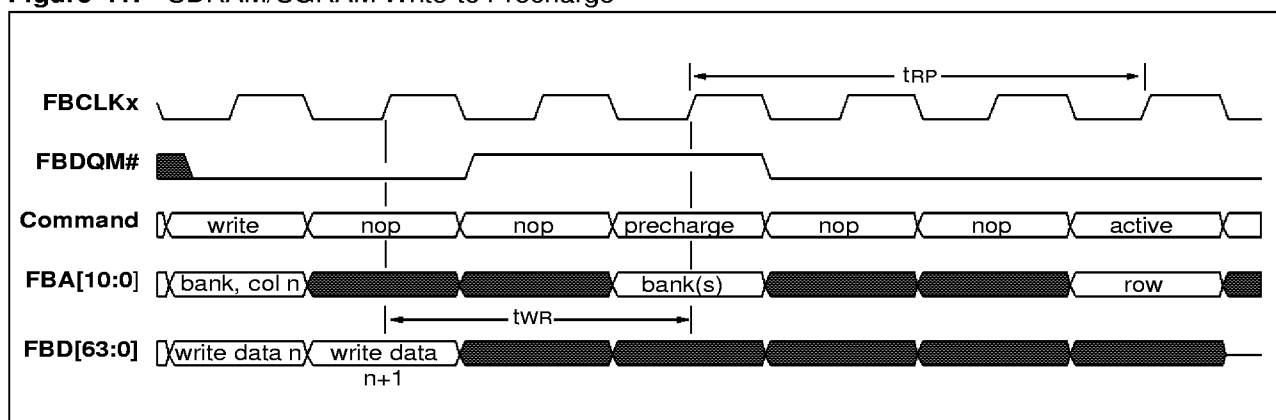 Figure SDRAM/SGRAM Write to Precharge
tRP
FBCLKx
FBDQM#
Command write nop nop precharge nop nop active
FBA[10:0] bank, col n bank(s) row
tWR
FBD[63:0] write data n write data
n+1